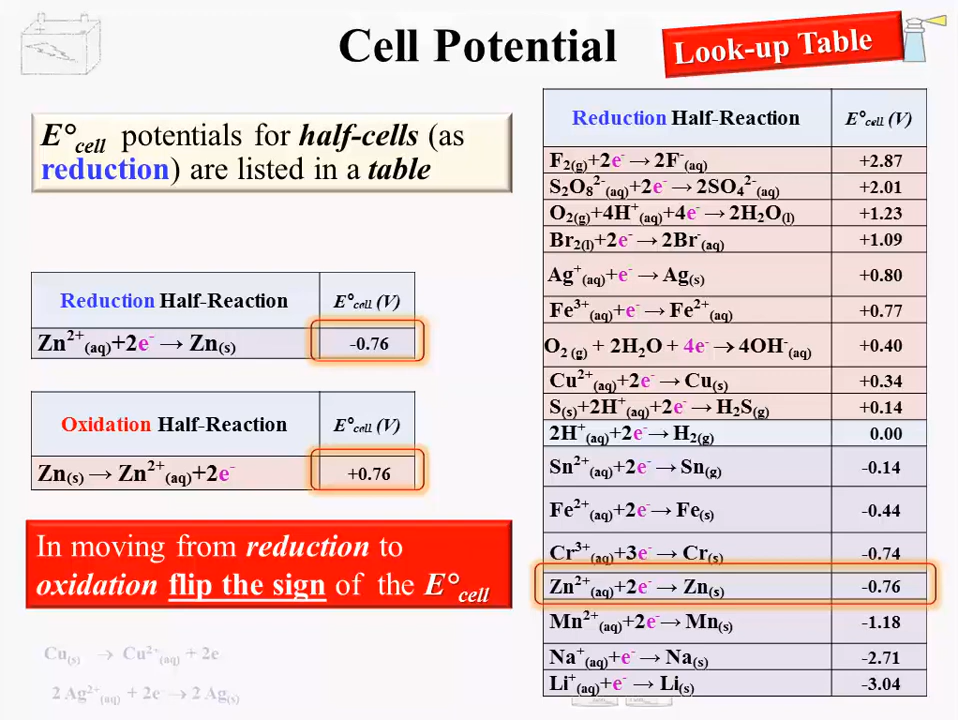 Cell Potential
Look-up Table
E°cell potentials for half-cells (as
reduction) are listed in a table
Reduction Half-Reaction E°cell (V)
Zn²⁺(aq)+2e⁻ → Zn(s) -0.76
Oxidation Half-Reaction E°cell (V)
Zn(s) → Zn²⁺(aq)+2e⁻ +0.76
In moving from reduction to
oxidation flip the sign of the E°cell
Cu(s) → Cu²⁺(aq) + 2e
2 Ag²⁺(aq) + 2e⁻ → 2 Ag(s)
Reduction Half-Reaction E°cell (V)
F₂(g)+2e⁻ → 2F⁻(aq) +2.87
S₂O₈²⁻(aq)+2e⁻ → 2SO₄²⁻(aq) +2.01
O₂(g)+4H⁺(aq)+4e⁻ → 2H₂O(l) +1.23
Br₂(l)+2e⁻ → 2Br⁻(aq) +1.09
Ag⁺(aq)+e⁻ → Ag(s) +0.80
Fe³⁺(aq)+e⁻ → Fe²⁺(aq) +0.77
O₂ (g) + 2H₂O + 4e⁻ → 4OH⁻(aq) +0.40
Cu²⁺(aq)+2e⁻ → Cu(s) +0.34
S(s)+2H⁺(aq)+2e⁻ → H₂S(g) +0.14
2H⁺(aq)+2e⁻ → H₂(g) 0.00
Sn²⁺(aq)+2e⁻ → Sn(g) -0.14
Fe²⁺(aq)+2e⁻ → Fe(s) -0.44
Cr³⁺(aq)+3e⁻ → Cr(s) -0.74
Zn²⁺(aq)+2e⁻ → Zn(s) -0.76
Mn²⁺(aq)+2e⁻ → Mn(s) -1.18
Na⁺(aq)+e⁻ → Na(s) -2.71
Li⁺(aq)+e⁻ → Li(s) -3.04